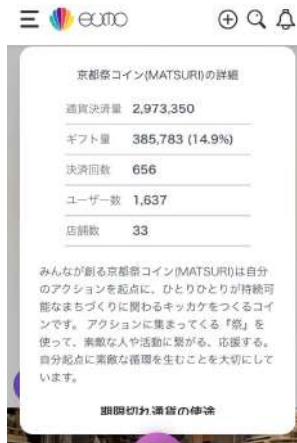 eumo
京都祭コイン(MATSURI)の詳細
通貨決済量 2,973,350
ギフト量 385,783 (14.9%)
決済回数 656
ユーザー数 1,637
店舗数 33
みんなが創る京都祭コイン(MATSURI)は自分
のアクションを起点に、ひとりひとりが持続可
能なまちづくりに関わるキッカケをつくるコイ
ンです。 アクションに集まってくる『祭』を
使って、素敵な人や活動に繋がる、応援する。
自分起点に素敵な循環を生むことを大切にして
います。
期限切れ通貨の使途